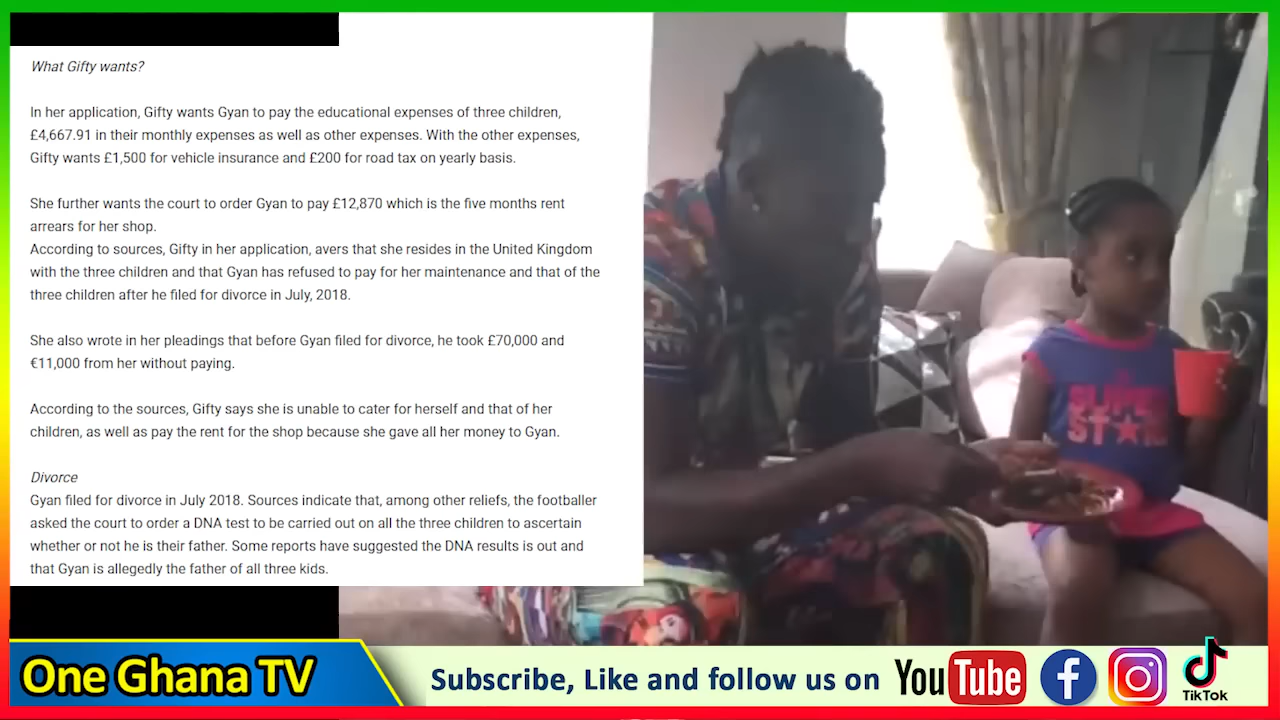 What Gifty wants?
In her application, Gifty wants Gyan to pay the educational expenses of three children,
£4,667.91 in their monthly expenses as well as other expenses. With the other expenses,
Gifty wants £1,500 for vehicle insurance and £200 for road tax on yearly basis.
She further wants the court to order Gyan to pay £12,870 which is the five months rent
arrears for her shop.
According to sources, Gifty in her application, avers that she resides in the United Kingdom
with the three children and that Gyan has refused to pay for her maintenance and that of the
three children after he filed for divorce in July, 2018.
She also wrote in her pleadings that before Gyan filed for divorce, he took £70,000 and
€11,000 from her without paying.
According to the sources, Gifty says she is unable to cater for herself and that of her
children, as well as pay the rent for the shop because she gave all her money to Gyan.
Divorce
Gyan filed for divorce in July 2018. Sources indicate that, among other reliefs, the footballer
asked the court to order a DNA test to be carried out on all the three children to ascertain
whether or not he is their father. Some reports have suggested the DNA results is out and
that Gyan is allegedly the father of all three kids.
SUPER
STAR
One Ghana TV
Subscribe, Like and follow us on YouTube
TikTok